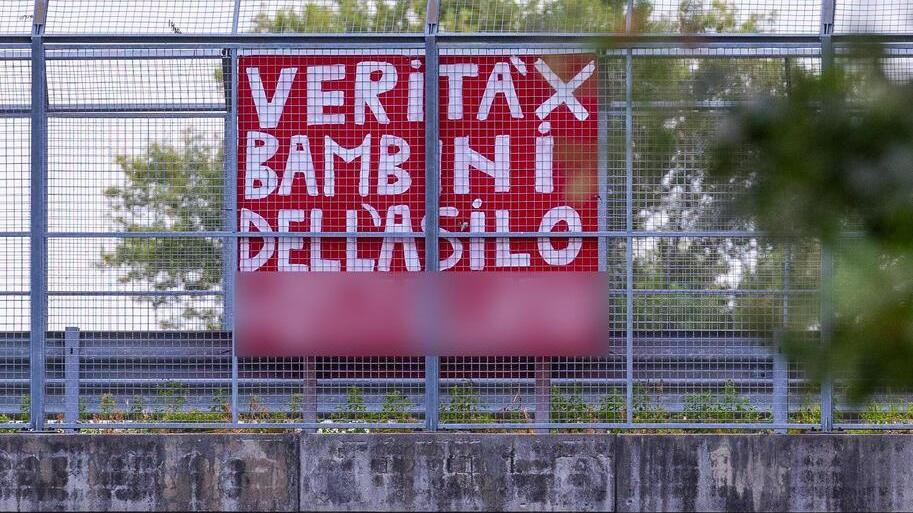 VERiTÀ X
BAMBiNi
DELL'ASiLO